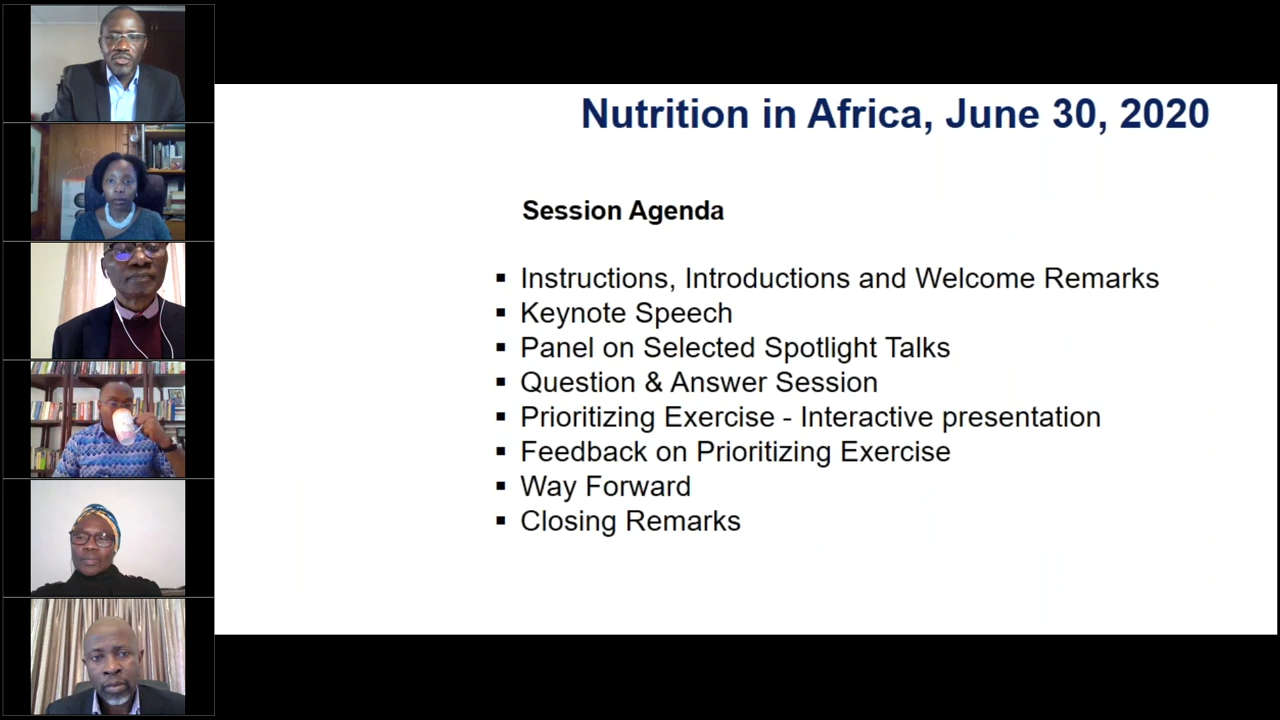 Nutrition in Africa, June 30, 2020
Session Agenda
▪ Instructions, Introductions and Welcome Remarks
▪ Keynote Speech
▪ Panel on Selected Spotlight Talks
▪ Question & Answer Session
▪ Prioritizing Exercise - Interactive presentation
▪ Feedback on Prioritizing Exercise
▪ Way Forward
▪ Closing Remarks